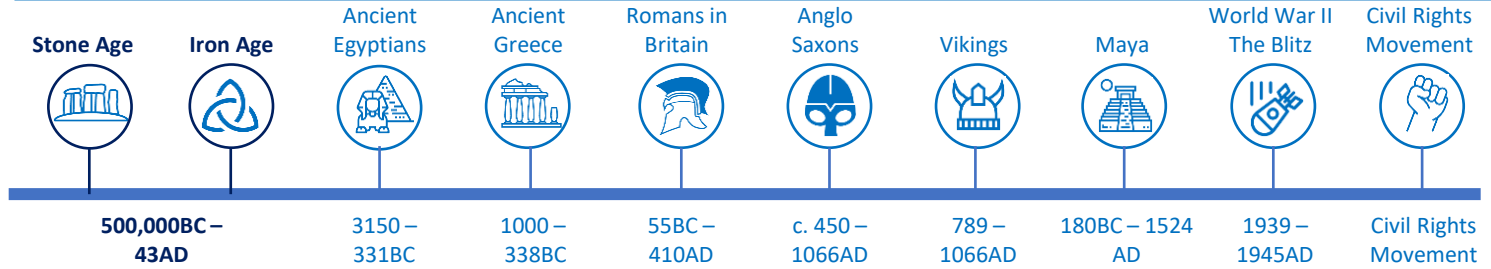 Stone Age
Iron Age
Ancient
Egyptians
Ancient
Greece
Romans in
Britain
Anglo
Saxons
Vikings
Maya
World War II
The Blitz
Civil Rights
Movement
500,000BC –
43AD
3150 –
331BC
1000 –
338BC
55BC –
410AD
c. 450 –
1066AD
789 –
1066AD
180BC – 1524
AD
1939 –
1945AD
Civil Rights
Movement